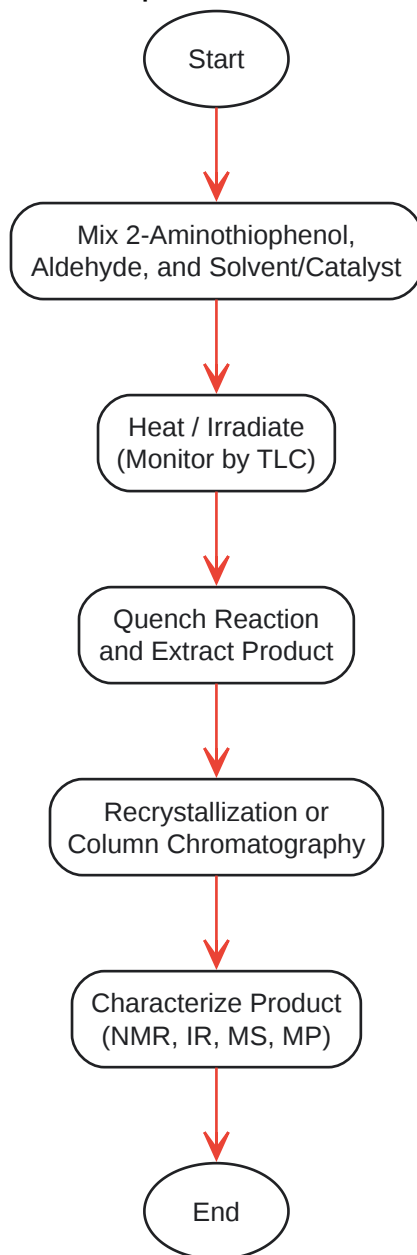 Start
Mix 2-Aminothiophenol,
Aldehyde, and Solvent/Catalyst
Heat / Irradiate
(Monitor by TLC)
Quench Reaction
and Extract Product
Recrystallization or
Column Chromatography
Characterize Product
(NMR, IR, MS, MP)
End